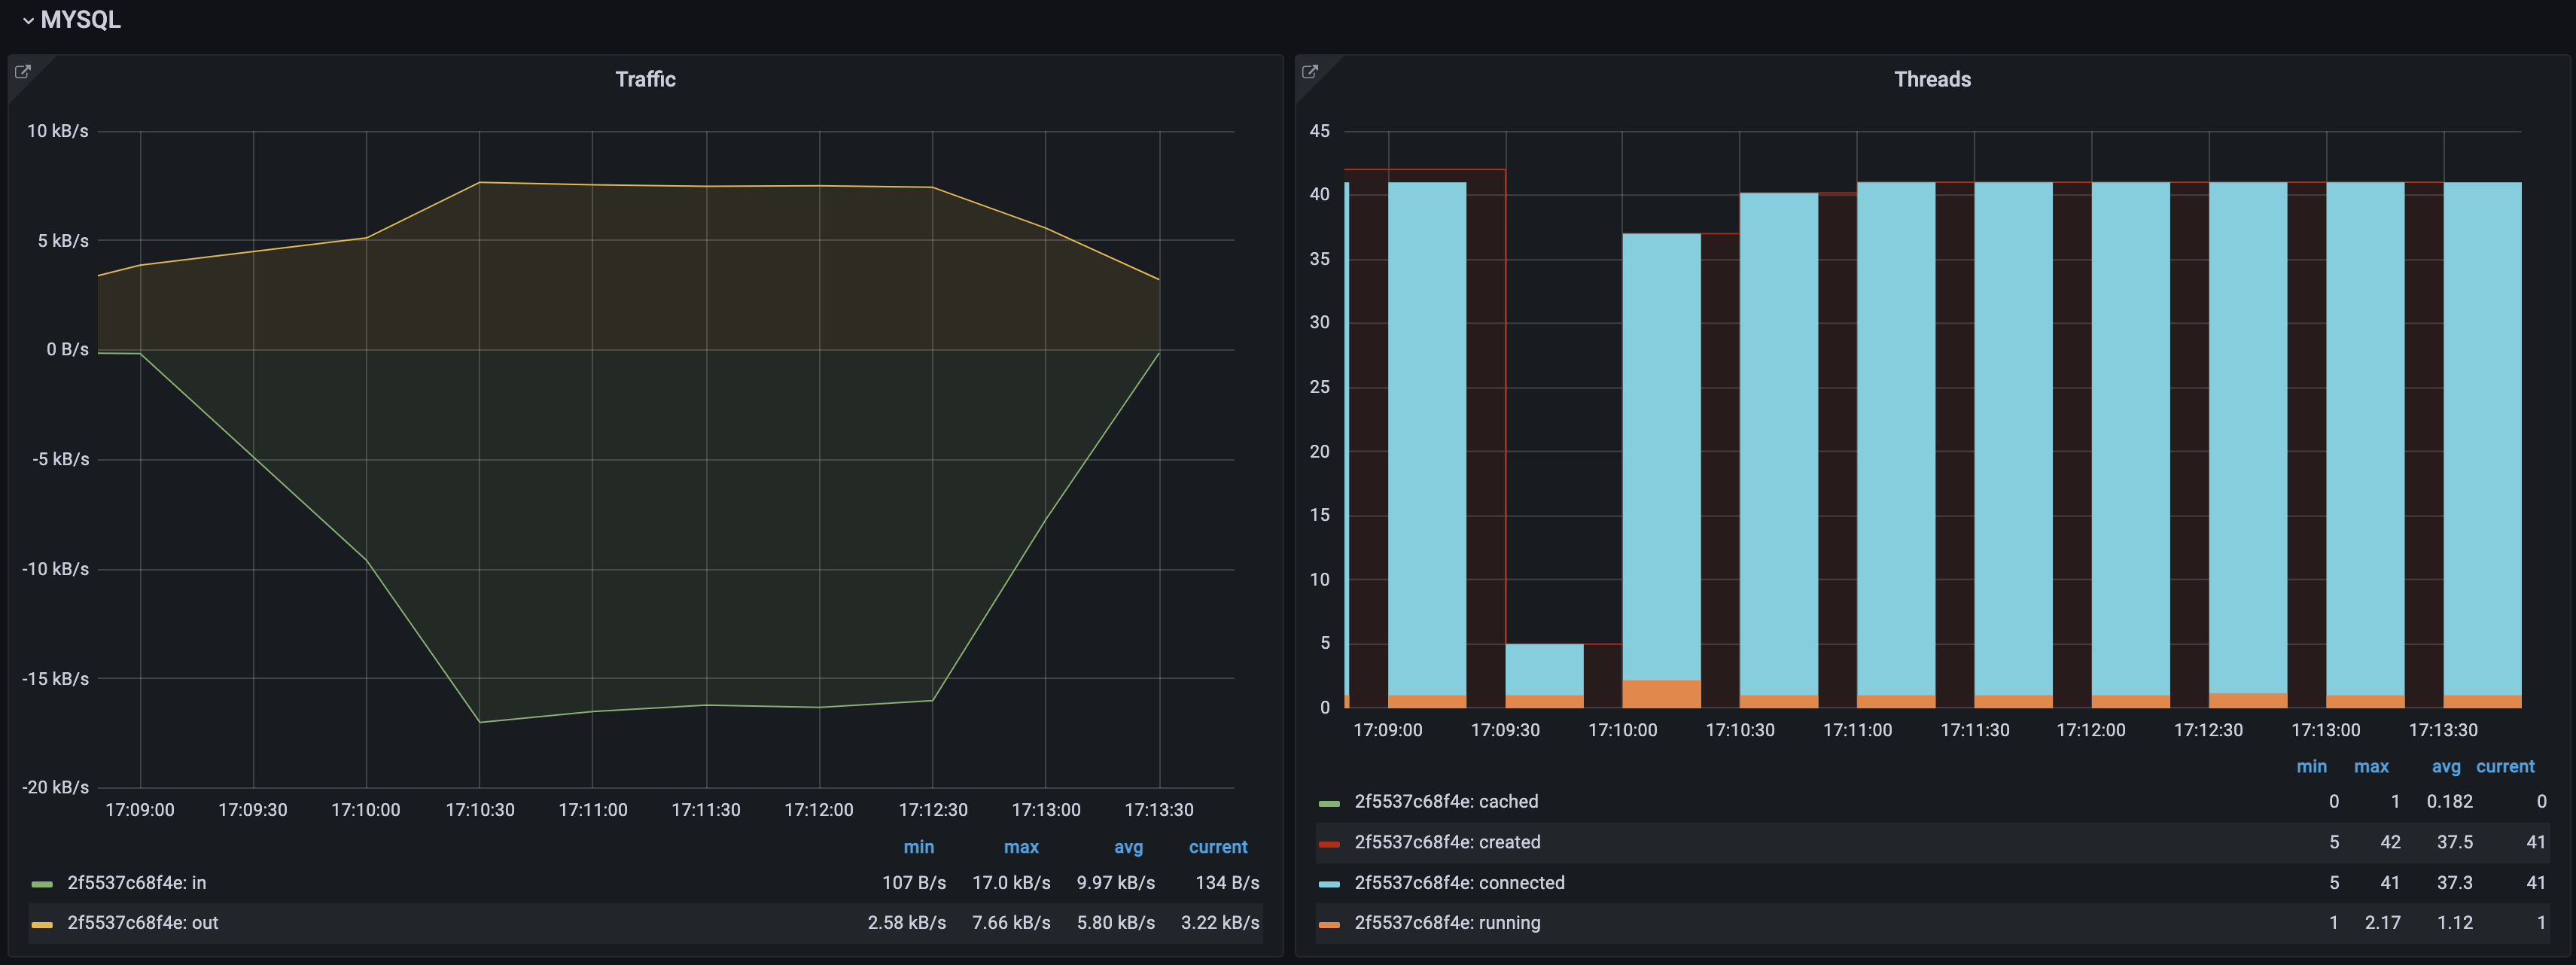 MYSQL
Traffic
10 kB/s
5 kB/s
0 B/s
-5 kB/s
-10 kB/s
-15 kB/s
-20 kB/s
17:09:00 17:09:30 17:10:00 17:10:30 17:11:00 17:11:30 17:12:00 17:12:30 17:13:00 17:13:30
min max avg current
2f5537c68f4e: in 107 B/s 17.0 kB/s 9.97 kB/s 134 B/s
2f5537c68f4e: out 2.58 kB/s 7.66 kB/s 5.80 kB/s 3.22 kB/s
Threads
45
40
35
30
25
20
15
10
5
0
17:09:00 17:09:30 17:10:00 17:10:30 17:11:00 17:11:30 17:12:00 17:12:30 17:13:00 17:13:30
min max avg current
2f5537c68f4e: cached 0 1 0.182 0
2f5537c68f4e: created 5 42 37.5 41
2f5537c68f4e: connected 5 41 37.3 41
2f5537c68f4e: running 1 2.17 1.12 1